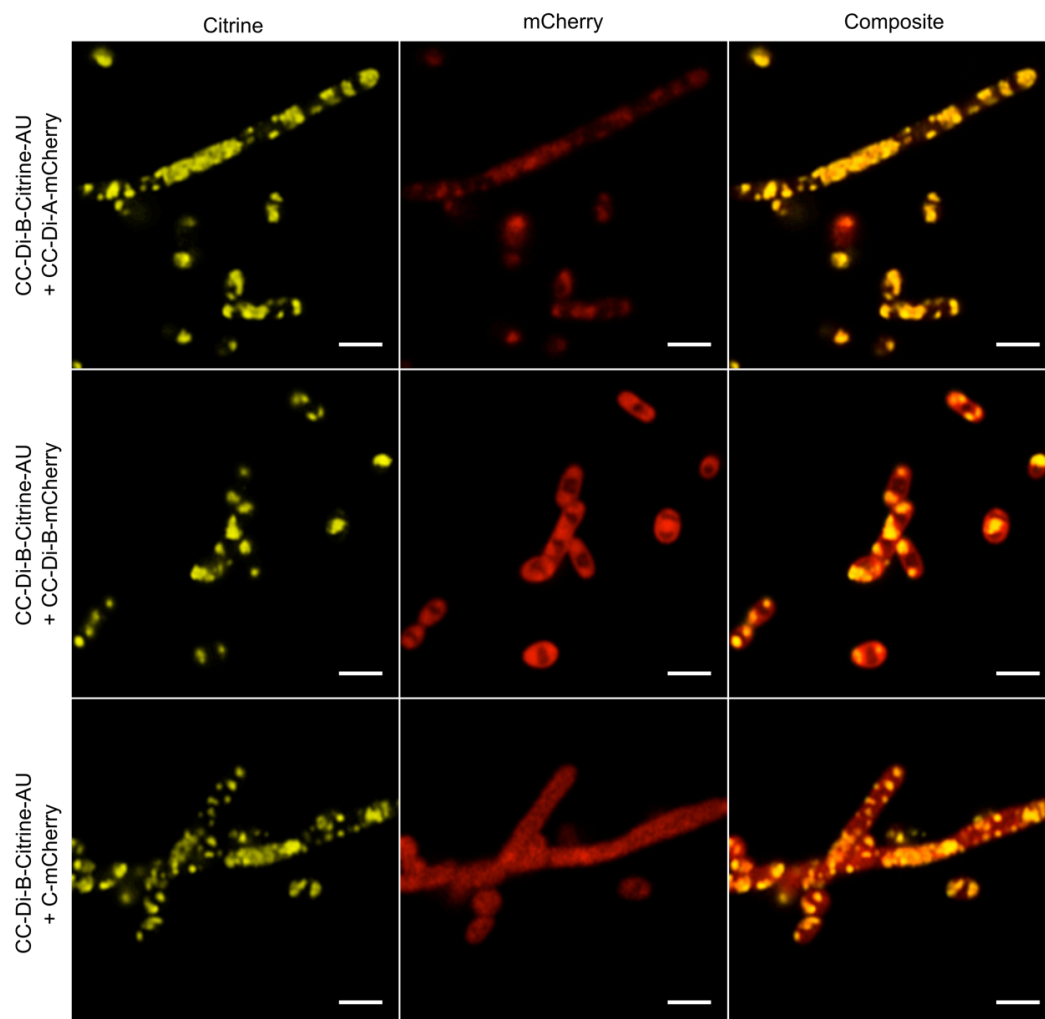 Citrine
mCherry
Composite
CC-Di-B-Citrine-AU
+ CC-Di-A-mCherry
CC-Di-B-Citrine-AU
+ CC-Di-B-mCherry
CC-Di-B-Citrine-AU
+ C-mCherry